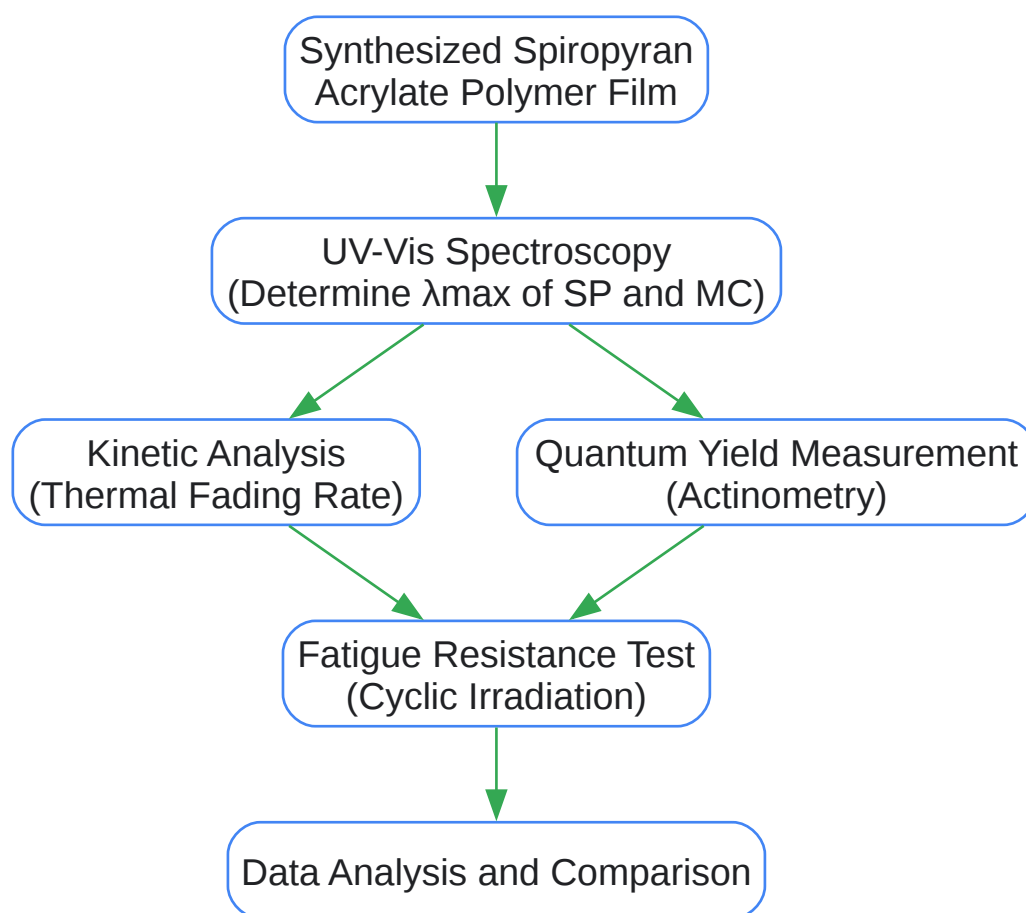 Synthesized Spiropyran
Acrylate Polymer Film
UV-Vis Spectroscopy
(Determine λmax of SP and MC)
Kinetic Analysis
(Thermal Fading Rate)
Quantum Yield Measurement
(Actinometry)
Fatigue Resistance Test
(Cyclic Irradiation)
Data Analysis and Comparison